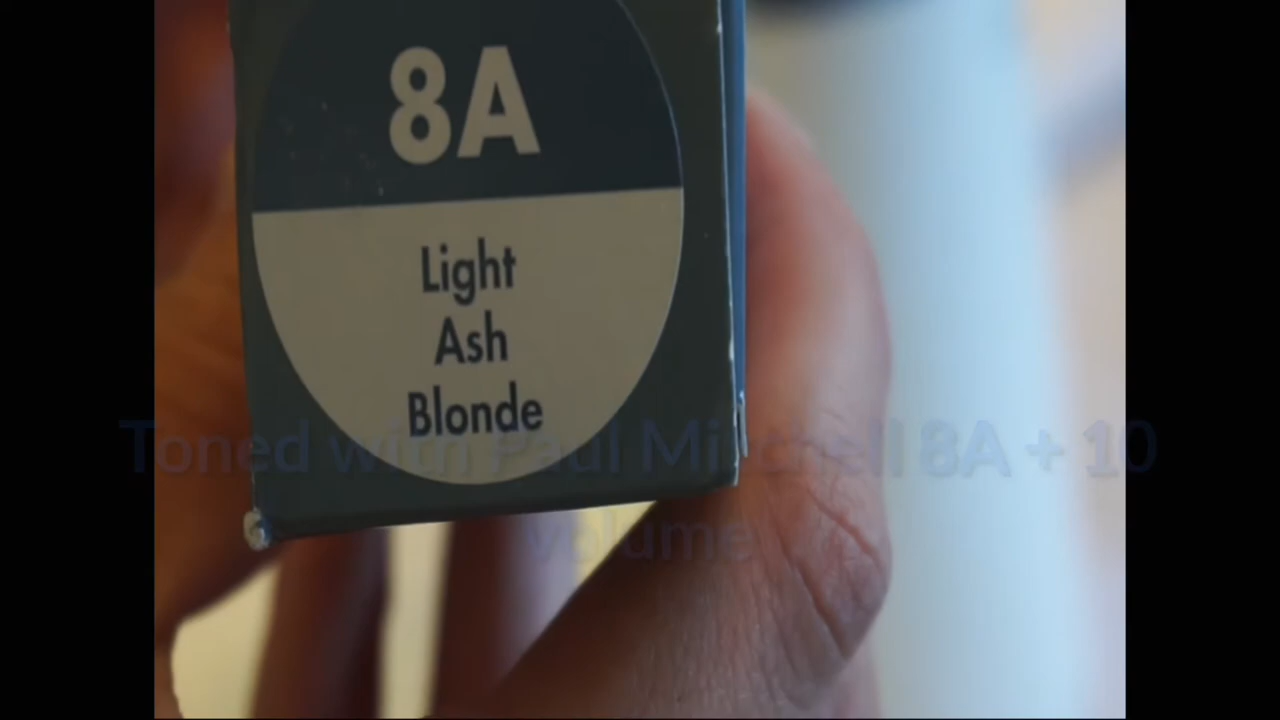 8A
Light
Ash
Blonde
Toned with Paul Mitchell 8A + 10
volume